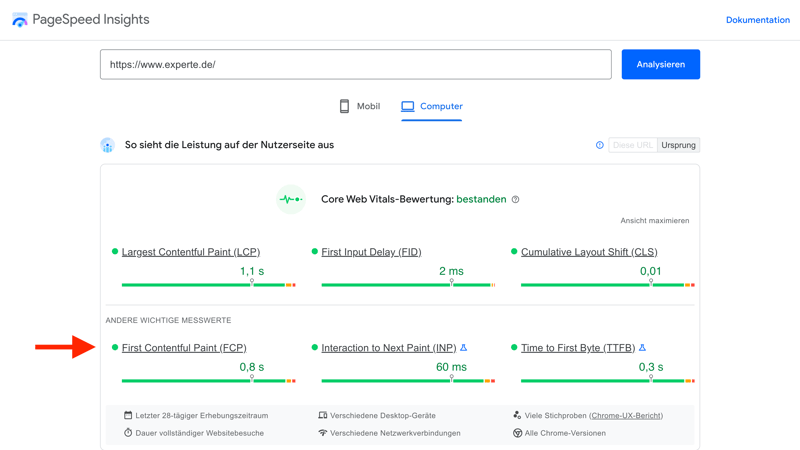 PageSpeed Insights
Dokumentation
https://www.experte.de/
Analysieren
Mobil
Computer
So sieht die Leistung auf der Nutzerseite aus
Diese URL
Ursprung
Core Web Vitals-Bewertung: bestanden
Ansicht maximieren
Largest Contentful Paint (LCP)
1,1 s
First Input Delay (FID)
2 ms
Cumulative Layout Shift (CLS)
0,01
ANDERE WICHTIGE MESSWERTE
First Contentful Paint (FCP)
0,8 s
Interaction to Next Paint (INP)
60 ms
Time to First Byte (TTFB)
0,3 s
Letzter 28-tägiger Erhebungszeitraum
Verschiedene Desktop-Geräte
Viele Stichproben (Chrome-UX-Bericht)
Dauer vollständiger Websitebesuche
Verschiedene Netzwerkverbindungen
Alle Chrome-Versionen